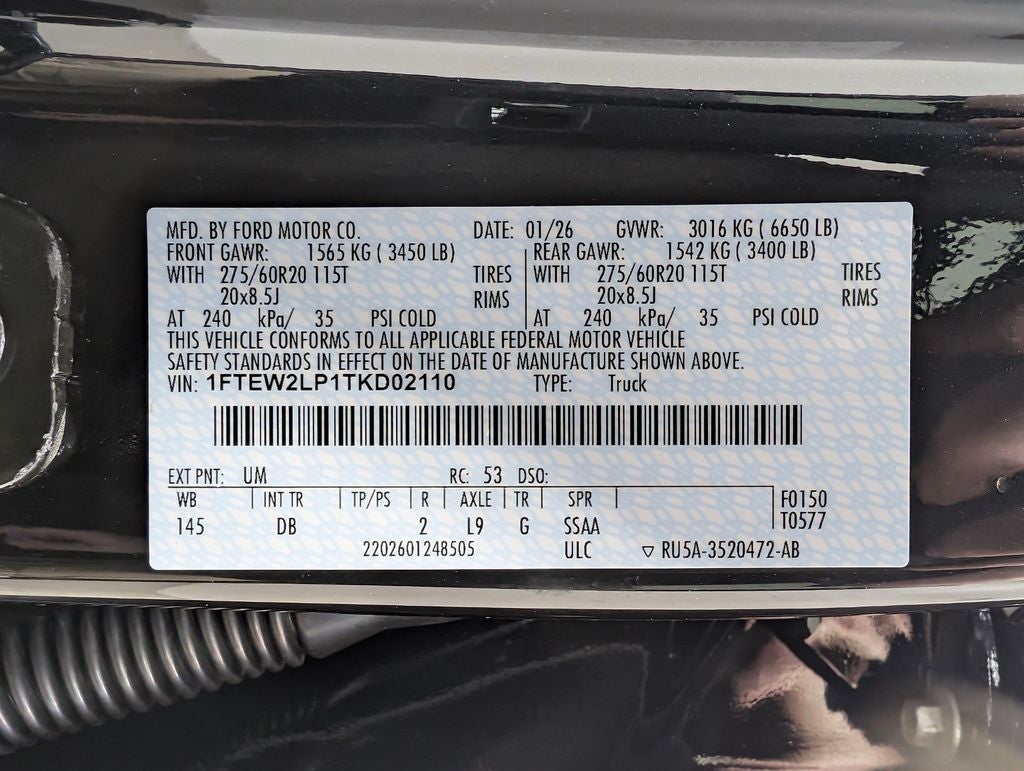 MFD. BY FORD MOTOR CO. DATE: 01/26 GVWR: 3016 KG ( 6650 LB)
FRONT GAWR: 1565 KG ( 3450 LB) REAR GAWR: 1542 KG ( 3400 LB)
WITH 275/60R20 115T TIRES WITH 275/60R20 115T TIRES
20x8.5J RIMS 20x8.5J RIMS
AT 240 kPa/ 35 PSI COLD AT 240 kPa/ 35 PSI COLD
THIS VEHICLE CONFORMS TO ALL APPLICABLE FEDERAL MOTOR VEHICLE
SAFETY STANDARDS IN EFFECT ON THE DATE OF MANUFACTURE SHOWN ABOVE.
VIN: 1FTEW2LP1TKD02110 TYPE: Truck
EXT PNT: UM RC: 53 DSO:
WB INT TR TP/PS R AXLE TR SPR F0150
145 DB 2 L9 G SSAA T0577
2202601248505 ULC ▽ RU5A-3520472-AB